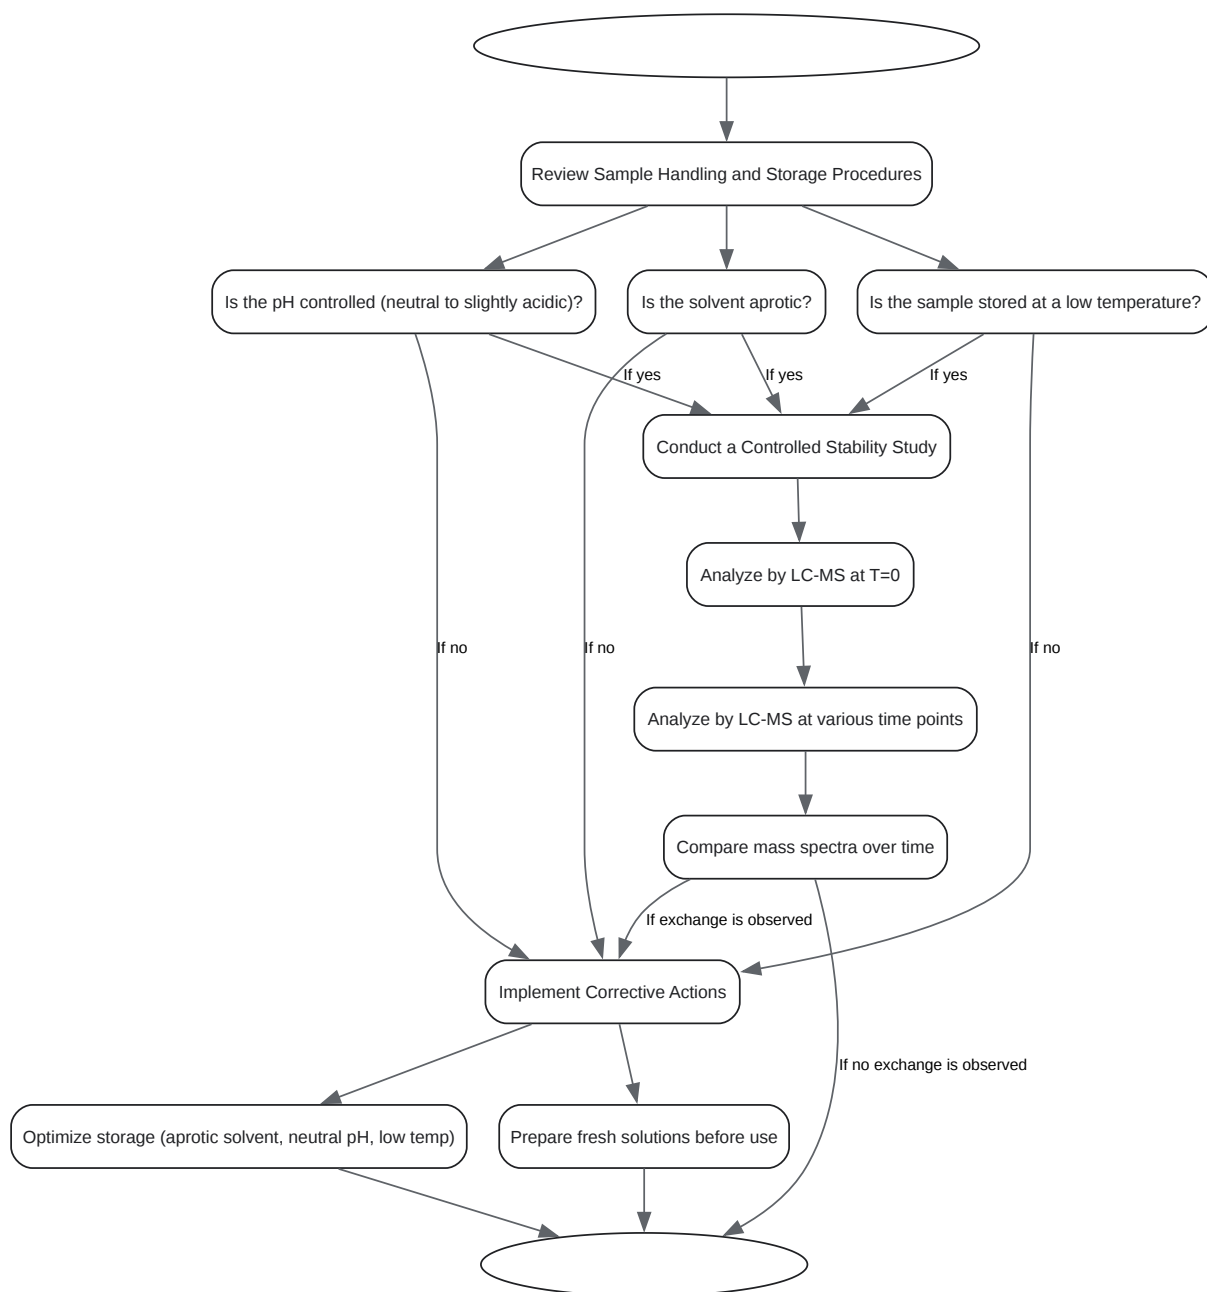 Review Sample Handling and Storage Procedures
Is the pH controlled (neutral to slightly acidic)?
Is the solvent aprotic?
Is the sample stored at a low temperature?
If yes
If yes
If yes
Conduct a Controlled Stability Study
Analyze by LC-MS at T=0
If no
If no
If no
Analyze by LC-MS at various time points
Compare mass spectra over time
If exchange is observed
Implement Corrective Actions
If no exchange is observed
Optimize storage (aprotic solvent, neutral pH, low temp)
Prepare fresh solutions before use